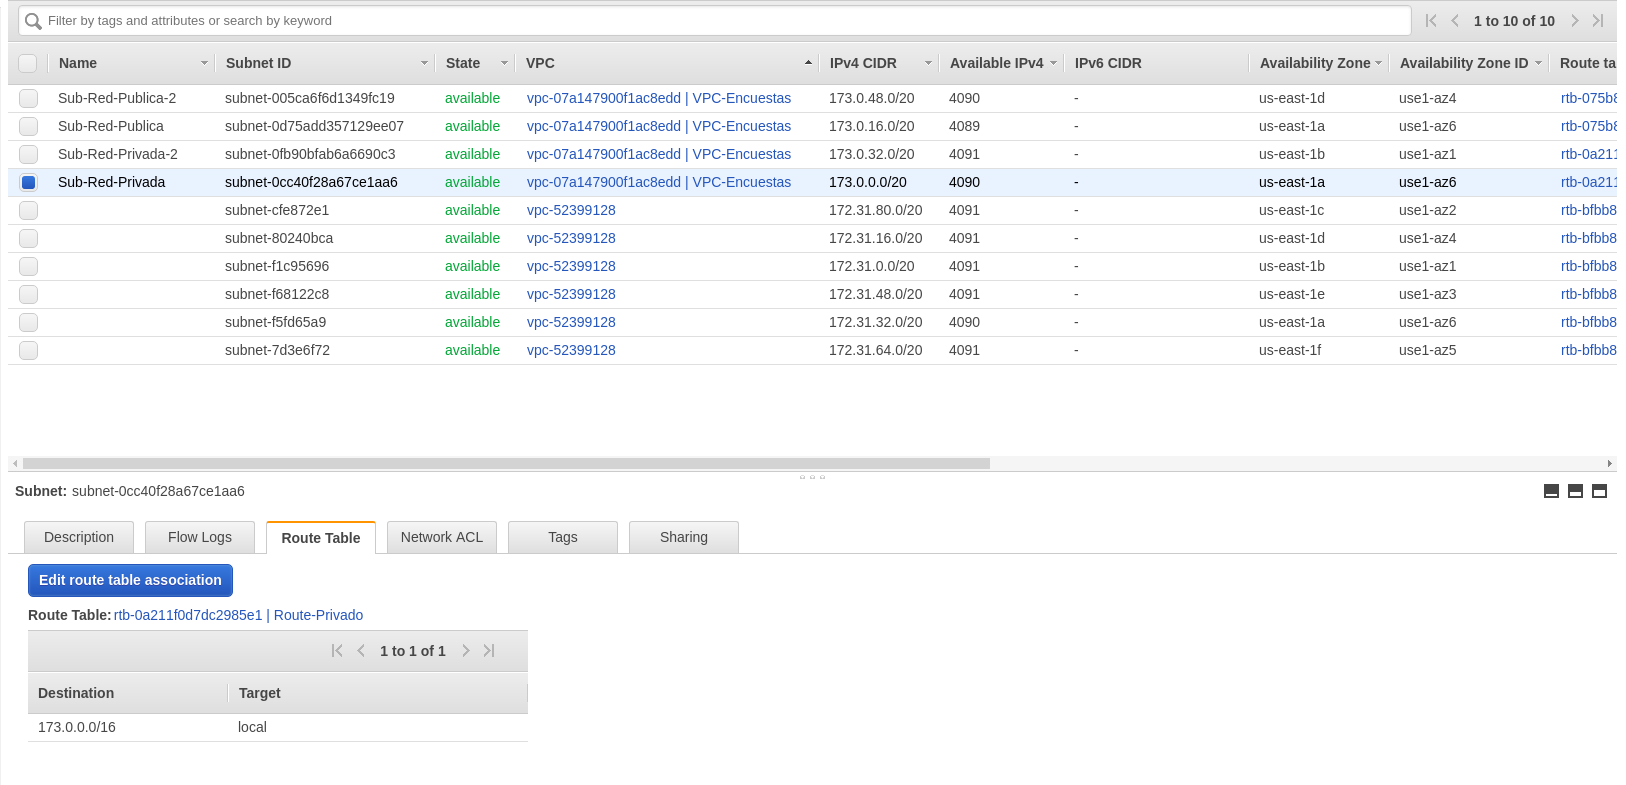 Filter by tags and attributes or search by keyword 1 to 10 of 10
Name Subnet ID State VPC IPv4 CIDR Available IPv4 IPv6 CIDR Availability Zone Availability Zone ID Route ta
Sub-Red-Publica-2 subnet-005ca6f6d1349fc19 available vpc-07a147900f1ac8edd | VPC-Encuestas 173.0.48.0/20 4090 - us-east-1d use1-az4 rtb-075b8
Sub-Red-Publica subnet-0d75add357129ee07 available vpc-07a147900f1ac8edd | VPC-Encuestas 173.0.16.0/20 4089 - us-east-1a use1-az6 rtb-075b8
Sub-Red-Privada-2 subnet-0fb90bfab6a6690c3 available vpc-07a147900f1ac8edd | VPC-Encuestas 173.0.32.0/20 4091 - us-east-1b use1-az1 rtb-0a211
Sub-Red-Privada subnet-0cc40f28a67ce1aa6 available vpc-07a147900f1ac8edd | VPC-Encuestas 173.0.0.0/20 4090 - us-east-1a use1-az6 rtb-0a211
subnet-cfe872e1 available vpc-52399128 172.31.80.0/20 4091 - us-east-1c use1-az2 rtb-bfbb8
subnet-80240bca available vpc-52399128 172.31.16.0/20 4091 - us-east-1d use1-az4 rtb-bfbb8
subnet-f1c95696 available vpc-52399128 172.31.0.0/20 4091 - us-east-1b use1-az1 rtb-bfbb8
subnet-f68122c8 available vpc-52399128 172.31.48.0/20 4091 - us-east-1e use1-az3 rtb-bfbb8
subnet-f5fd65a9 available vpc-52399128 172.31.32.0/20 4090 - us-east-1a use1-az6 rtb-bfbb8
subnet-7d3e6f72 available vpc-52399128 172.31.64.0/20 4091 - us-east-1f use1-az5 rtb-bfbb8
Subnet: subnet-0cc40f28a67ce1aa6
Description Flow Logs Route Table Network ACL Tags Sharing
Edit route table association
Route Table: rtb-0a211f0d7dc2985e1 | Route-Privado
1 to 1 of 1
Destination Target
173.0.0.0/16 local